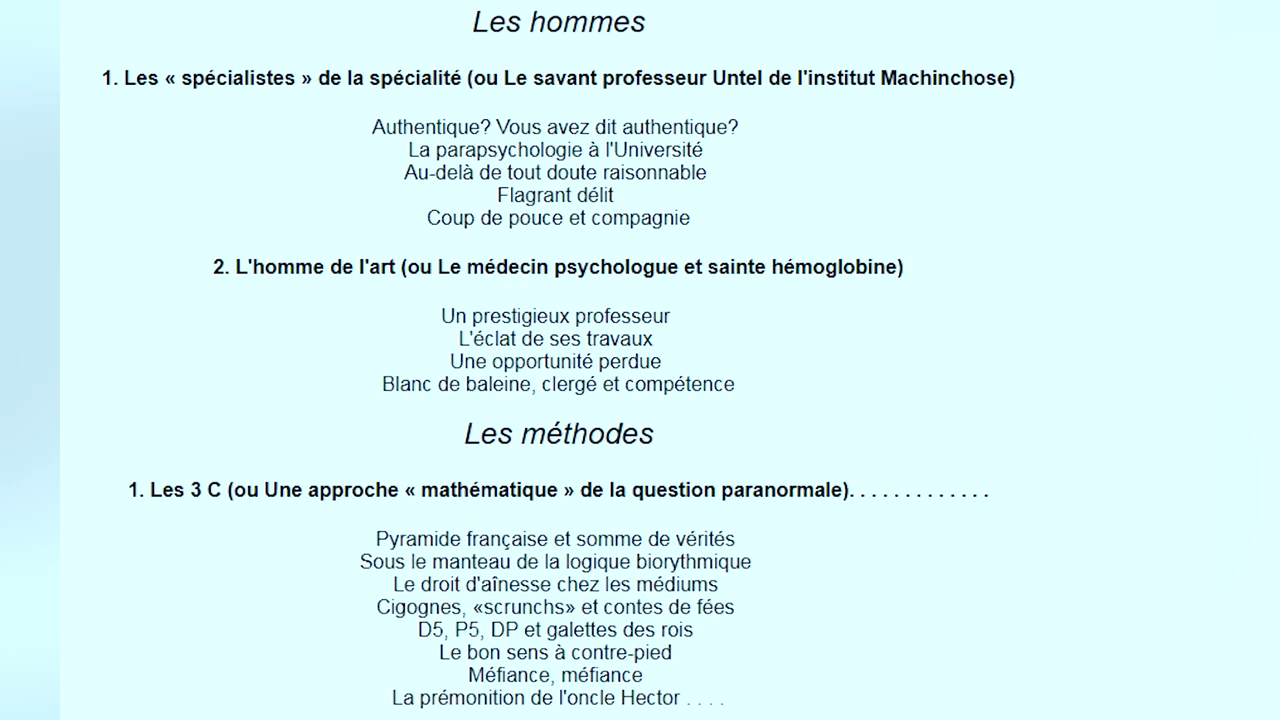 Les hommes
1. Les « spécialistes » de la spécialité (ou Le savant professeur Untel de l'institut Machinchose)
Authentique? Vous avez dit authentique?
La parapsychologie à l'Université
Au-delà de tout doute raisonnable
Flagrant délit
Coup de pouce et compagnie
2. L'homme de l'art (ou Le médecin psychologue et sainte hémoglobine)
Un prestigieux professeur
L'éclat de ses travaux
Une opportunité perdue
Blanc de baleine, clergé et compétence
Les méthodes
1. Les 3 C (ou Une approche « mathématique » de la question paranormale). . . . . . . . . . . . .
Pyramide française et somme de vérités
Sous le manteau de la logique biorythmique
Le droit d'aînesse chez les médiums
Cigognes, «scrunchs» et contes de fées
D5, P5, DP et galettes des rois
Le bon sens à contre-pied
Méfiance, méfiance
La prémonition de l'oncle Hector . . . .